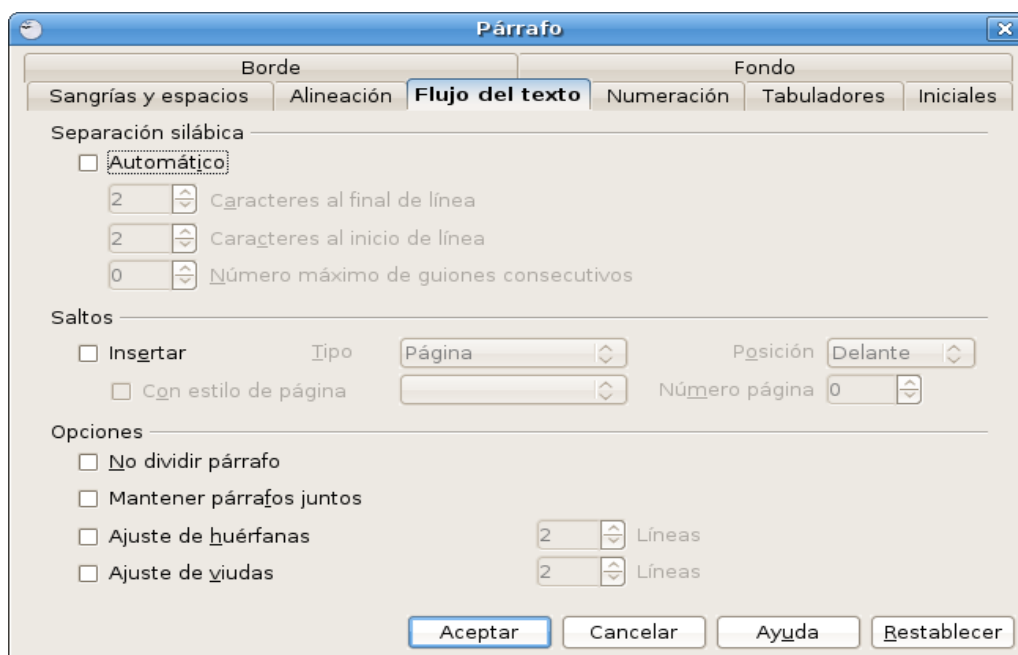 Párrafo
Borde Fondo
Sangrías y espacios Alineación Flujo del texto Numeración Tabuladores Iniciales
Separación silábica
Automático
2 Caracteres al final de línea
2 Caracteres al inicio de línea
0 Número máximo de guiones consecutivos
Saltos
Insertar Tipo Página Posición Delante
Con estilo de página Número página 0
Opciones
No dividir párrafo
Mantener párrafos juntos
Ajuste de huérfanas 2 Líneas
Ajuste de viudas 2 Líneas
Aceptar Cancelar Ayuda Restablecer